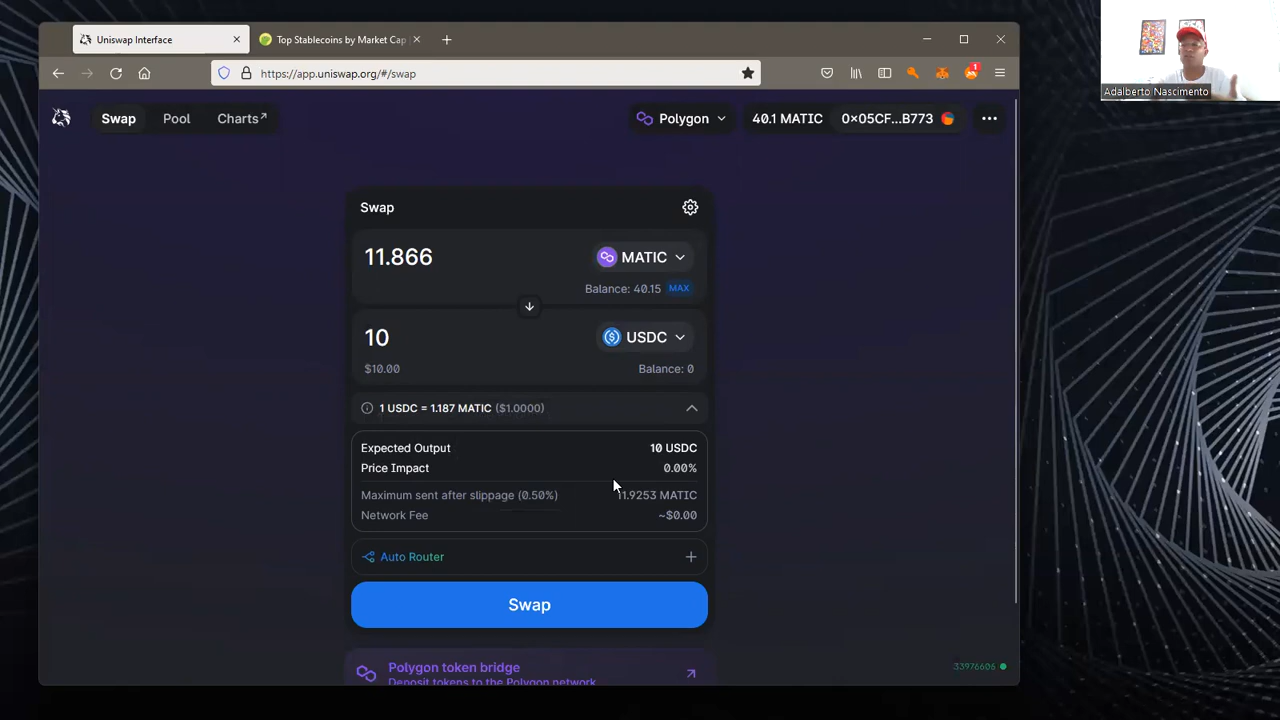 Uniswap Interface
Top Stablecoins by Market Cap
https://app.uniswap.org/#/swap
1
Adalberto Nascimento
Swap Pool Charts
Polygon 40.1 MATIC 0×05CF...B773
Swap
11.866 MATIC
Balance: 40.15 MAX
10 USDC
$10.00 Balance: 0
1 USDC = 1.187 MATIC ($1.0000)
Expected Output 10 USDC
Price Impact 0.00%
Maximum sent after slippage (0.50%) 11.9253 MATIC
Network Fee ~$0.00
Auto Router
Swap
Polygon token bridge
Deposit tokens to the Polygon network.
33976606